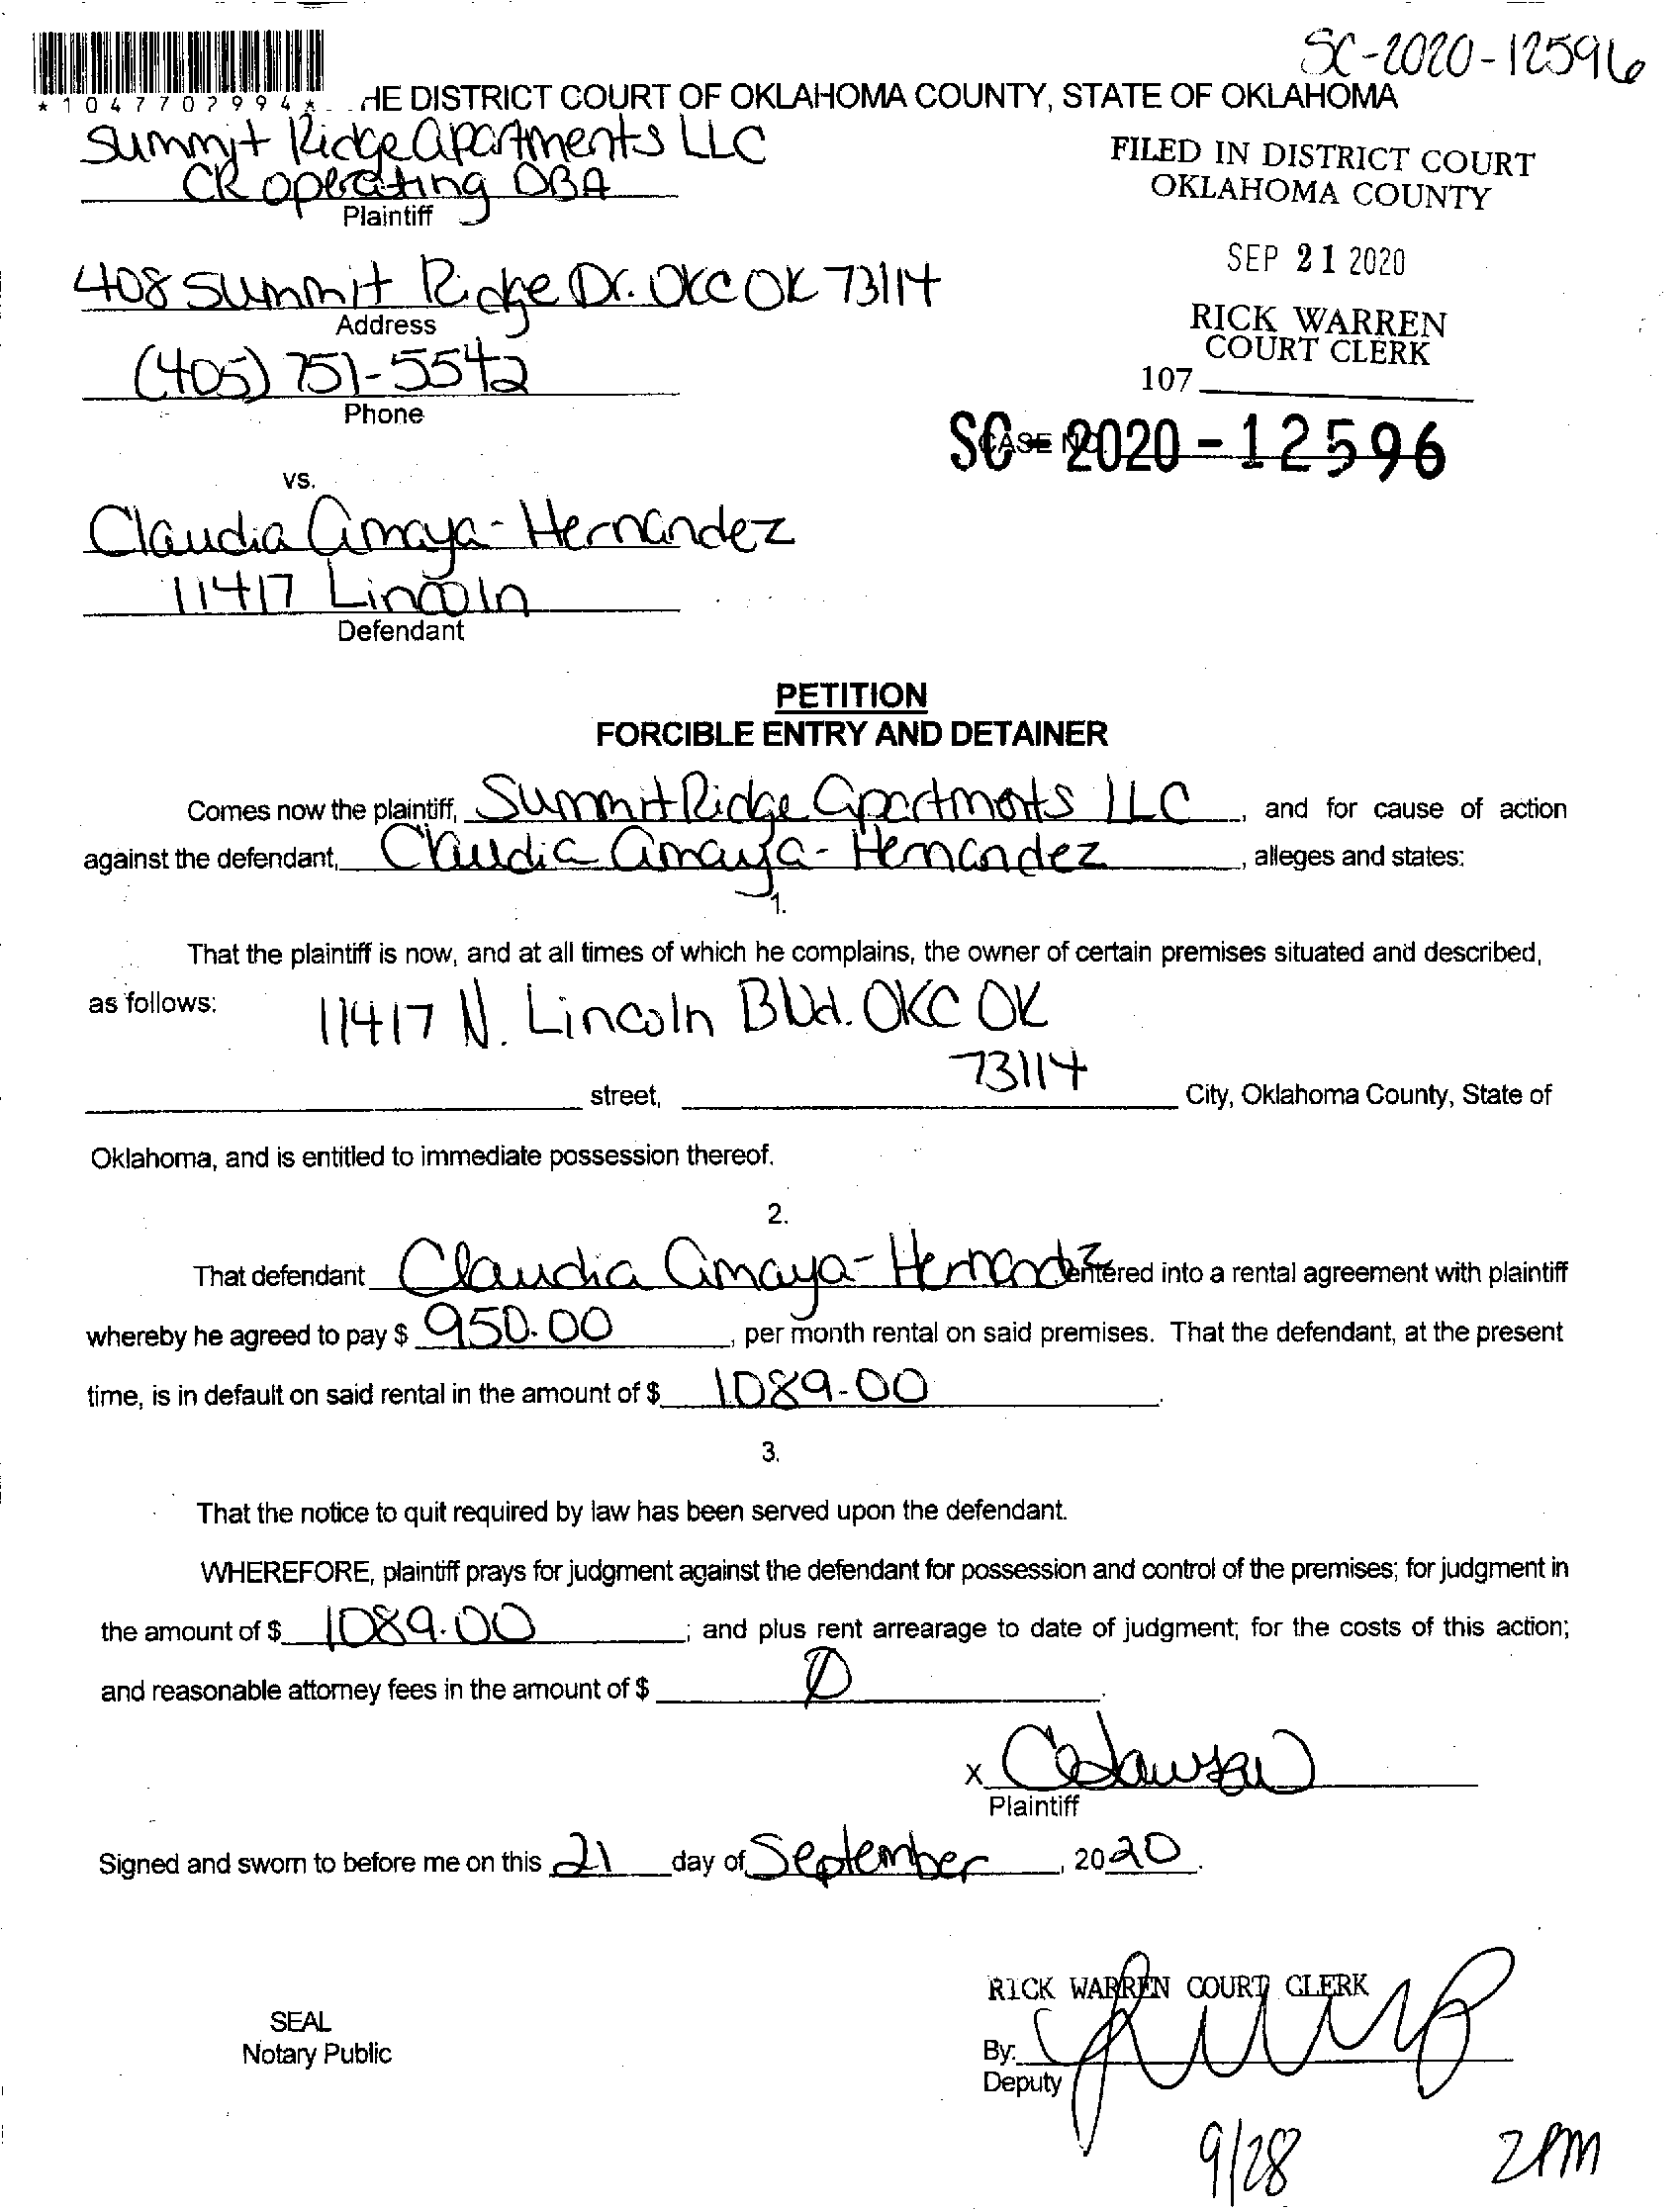 SC-2020-12596
*1047707994* HE DISTRICT COURT OF OKLAHOMA COUNTY, STATE OF OKLAHOMA
Summit Ridge Apartments LLC
CR Operating DBA
Plaintiff
FILED IN DISTRICT COURT
OKLAHOMA COUNTY
SEP 21 2020
RICK WARREN
COURT CLERK
107
408 Summit Ridge Dr. OKC OK 73114
Address
(405) 751-5542
Phone
CASE NO.
SC-2020-12596
vs.
Claudia Amaya-Hernandez
11417 Lincoln
Defendant
PETITION
FORCIBLE ENTRY AND DETAINER
Comes now the plaintiff, Summit Ridge Apartments LLC, and for cause of action
against the defendant, Claudia Amaya-Hernandez, alleges and states:
1.
That the plaintiff is now, and at all times of which he complains, the owner of certain premises situated and described,
as follows: 11417 N. Lincoln Blvd. OKC OK
73114
street, City, Oklahoma County, State of
Oklahoma, and is entitled to immediate possession thereof.
2.
That defendant Claudia Amaya-Hernandez entered into a rental agreement with plaintiff
whereby he agreed to pay $ 950.00, per month rental on said premises. That the defendant, at the present
time, is in default on said rental in the amount of $ 1089.00.
3.
That the notice to quit required by law has been served upon the defendant.
WHEREFORE, plaintiff prays for judgment against the defendant for possession and control of the premises; for judgment in
the amount of $ 1089.00; and plus rent arrearage to date of judgment; for the costs of this action;
and reasonable attorney fees in the amount of $ Ø.
x
Plaintiff
Signed and sworn to before me on this 21 day of September, 2020.
RICK WARREN COURT CLERK
SEAL
Notary Public
By:
Deputy
9/28 2PM